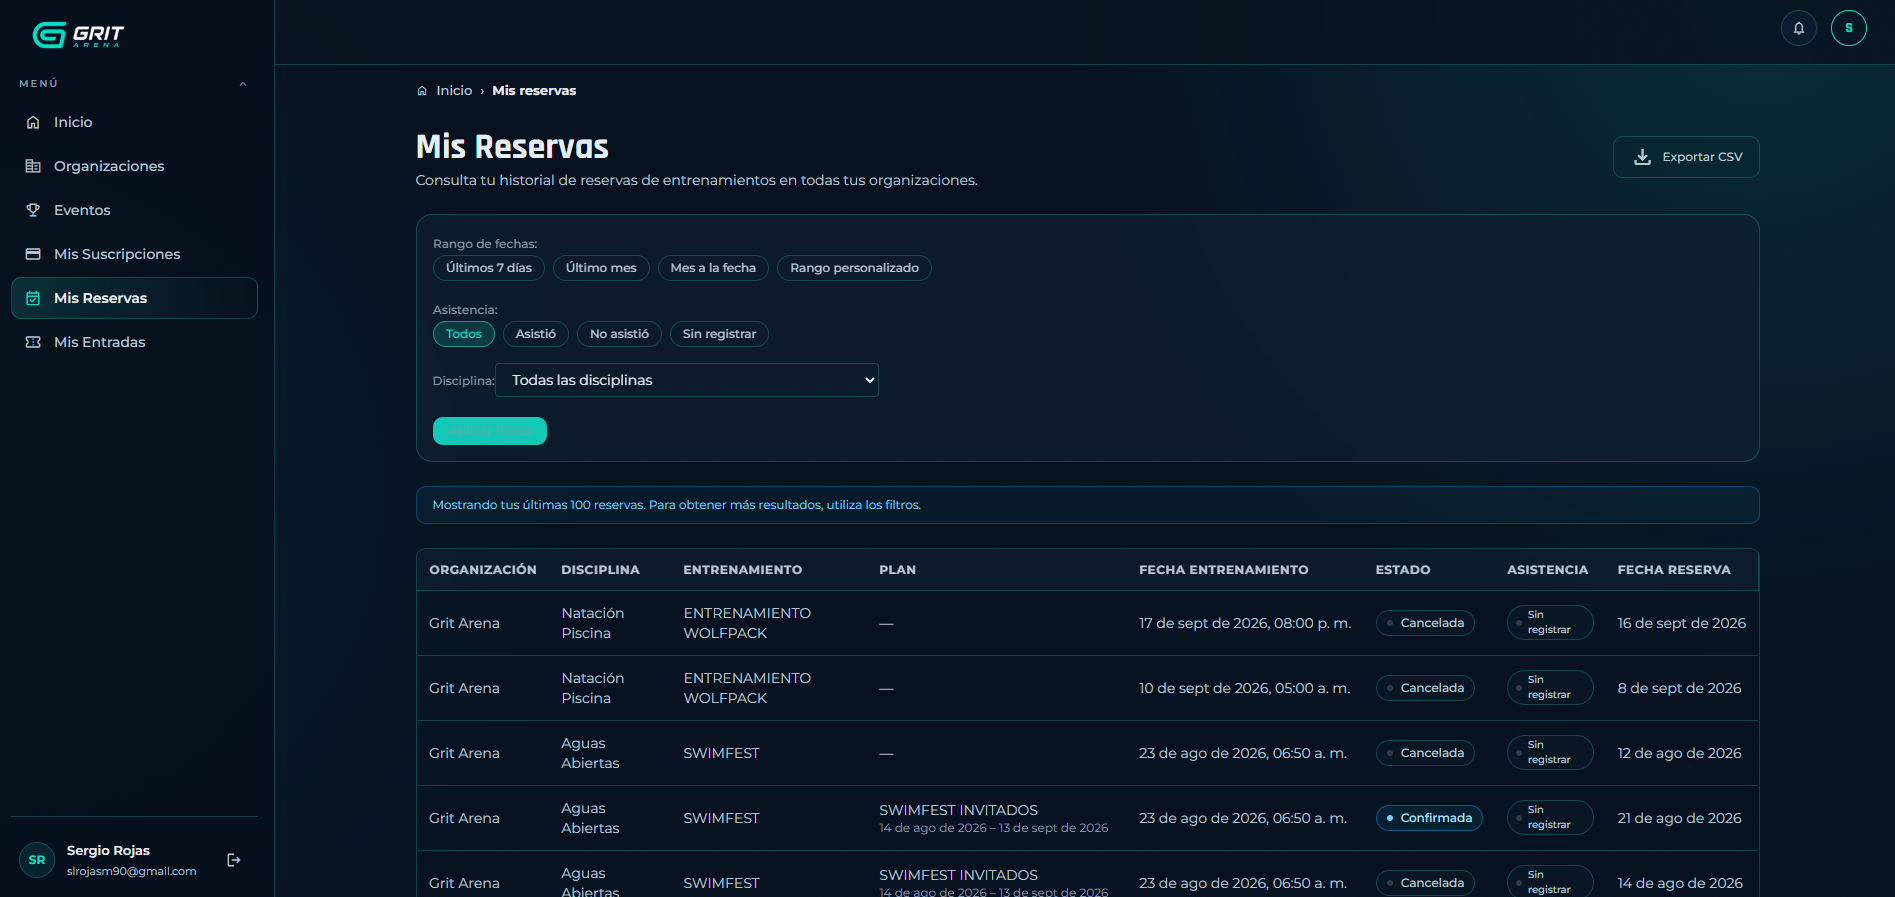 GRIT
ARENA
S
MENÚ
Inicio
Organizaciones
Eventos
Mis Suscripciones
Mis Reservas
Mis Entradas
SR
Sergio Rojas
slrojasm90@gmail.com
Inicio › Mis reservas
Mis Reservas
Consulta tu historial de reservas de entrenamientos en todas tus organizaciones.
Exportar CSV
Rango de fechas:
Últimos 7 días Último mes Mes a la fecha Rango personalizado
Asistencia:
Todos Asistió No asistió Sin registrar
Disciplina: Todas las disciplinas
Mostrando tus últimas 100 reservas. Para obtener más resultados, utiliza los filtros.
ORGANIZACIÓN DISCIPLINA ENTRENAMIENTO PLAN FECHA ENTRENAMIENTO ESTADO ASISTENCIA FECHA RESERVA
Grit Arena Natación Piscina ENTRENAMIENTO WOLFPACK — 17 de sept de 2026, 08:00 p. m. Cancelada Sin registrar 16 de sept de 2026
Grit Arena Natación Piscina ENTRENAMIENTO WOLFPACK — 10 de sept de 2026, 05:00 a. m. Cancelada Sin registrar 8 de sept de 2026
Grit Arena Aguas Abiertas SWIMFEST — 23 de ago de 2026, 06:50 a. m. Cancelada Sin registrar 12 de ago de 2026
Grit Arena Aguas Abiertas SWIMFEST SWIMFEST INVITADOS 14 de ago de 2026 – 13 de sept de 2026 23 de ago de 2026, 06:50 a. m. Confirmada Sin registrar 21 de ago de 2026
Grit Arena Aguas Abiertas SWIMFEST SWIMFEST INVITADOS 14 de ago de 2026 – 13 de sept de 2026 23 de ago de 2026, 06:50 a. m. Cancelada Sin registrar 14 de ago de 2026